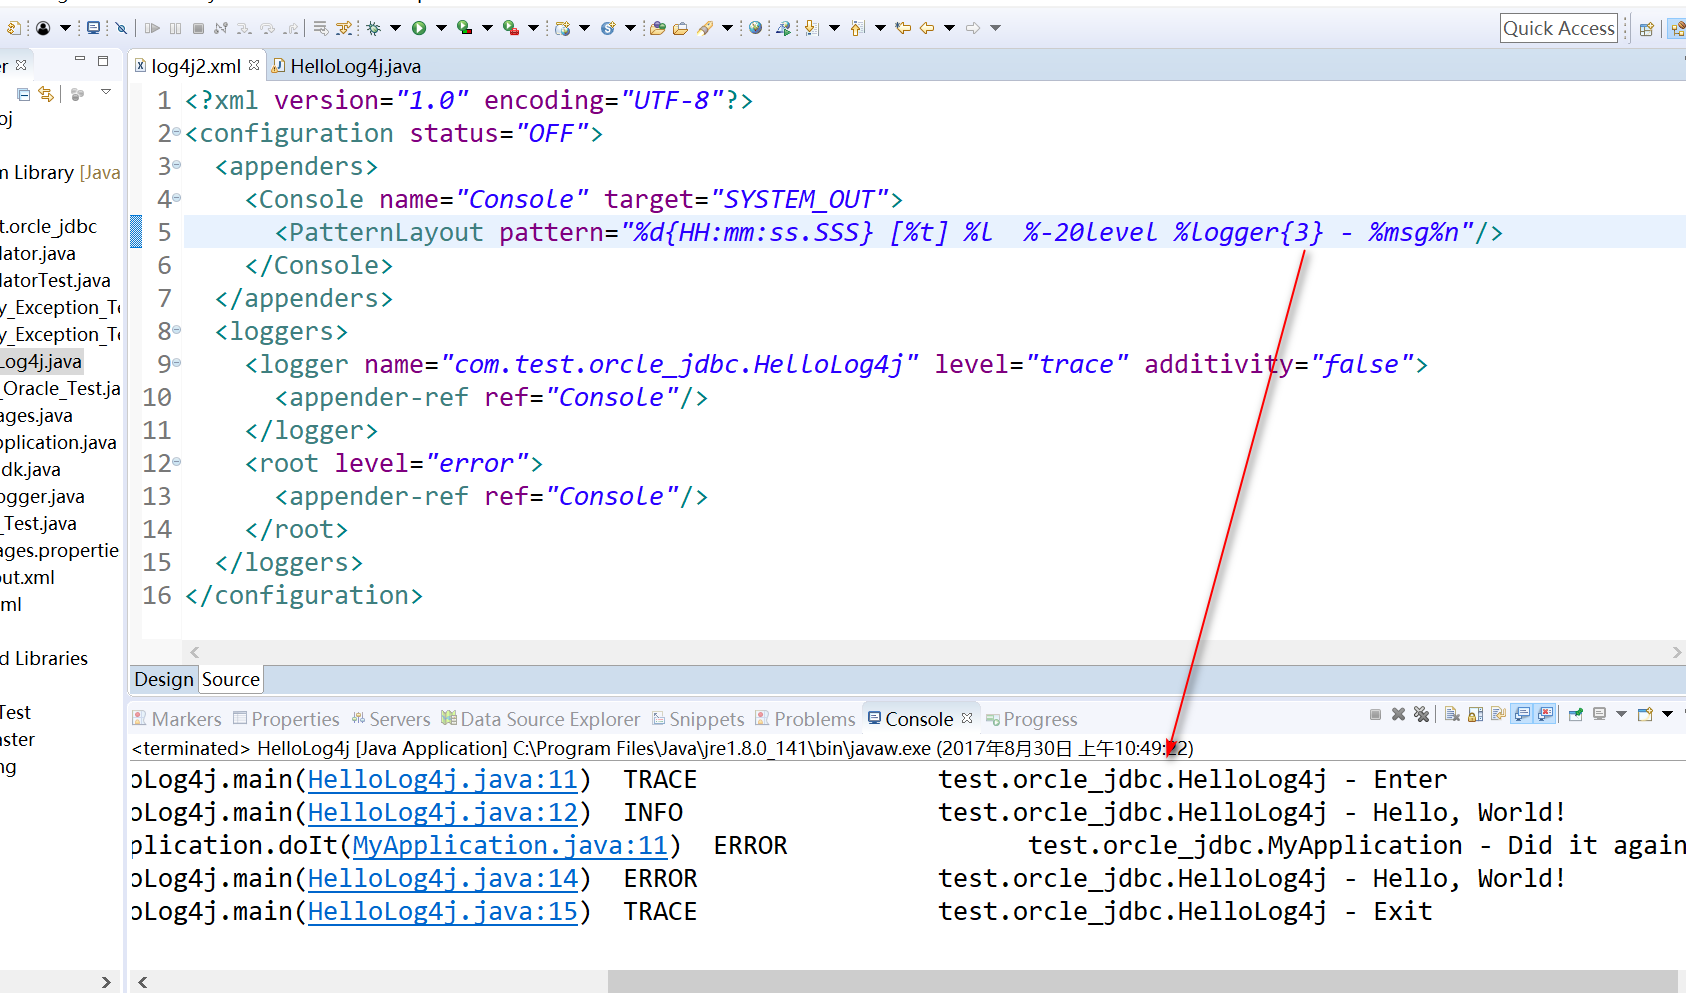 Quick Access
er
log4j2.xml
HelloLog4j.java
oj
m Library [Java
t.orcle_jdbc
lator.java
latorTest.java
y_Exception_Te
y_Exception_Te
Log4j.java
_Oracle_Test.ja
ages.java
pplication.java
dk.java
ogger.java
_Test.java
ages.propertie
out.xml
ml
d Libraries
Test
aster
ng
1 <?xml version="1.0" encoding="UTF-8"?>
2 <configuration status="OFF">
3 <appenders>
4 <Console name="Console" target="SYSTEM_OUT">
5 <PatternLayout pattern="%d{HH:mm:ss.SSS} [%t] %l  %-20level %logger{3} - %msg%n"/>
6 </Console>
7 </appenders>
8 <loggers>
9 <logger name="com.test.orcle_jdbc.HelloLog4j" level="trace" additivity="false">
10 <appender-ref ref="Console"/>
11 </logger>
12 <root level="error">
13 <appender-ref ref="Console"/>
14 </root>
15 </loggers>
16 </configuration>
Design Source
Markers Properties Servers Data Source Explorer Snippets Problems Console Progress
<terminated> HelloLog4j [Java Application] C:\Program Files\Java\jre1.8.0_141\bin\javaw.exe (2017年8月30日 上午10:49:22)
oLog4j.main(HelloLog4j.java:11)  TRACE                test.orcle_jdbc.HelloLog4j - Enter
oLog4j.main(HelloLog4j.java:12)  INFO                 test.orcle_jdbc.HelloLog4j - Hello, World!
plication.doIt(MyApplication.java:11)  ERROR                test.orcle_jdbc.MyApplication - Did it again
oLog4j.main(HelloLog4j.java:14)  ERROR                test.orcle_jdbc.HelloLog4j - Hello, World!
oLog4j.main(HelloLog4j.java:15)  TRACE                test.orcle_jdbc.HelloLog4j - Exit